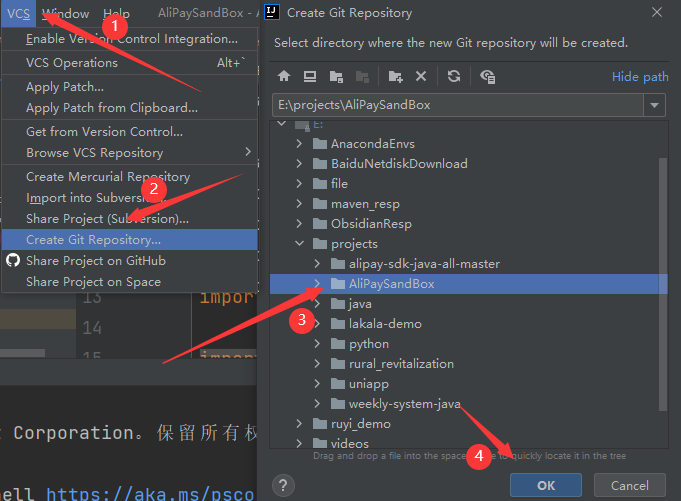 VCS Window AliPaySandBox - A
1
Enable Version Control Integration...
VCS Operations Alt+`
Apply Patch...
Apply Patch from Clipboard...
Get from Version Control...
Browse VCS Repository
Create Mercurial Repository
2
Import into Subversi
Share Project (Subversion)...
Create Git Repository...
Share Project on GitHub
Share Project on Space
13 import
14
15 import
t Corporation。保留所有权
ell https://aka.ms/psco
Create Git Repository
Select directory where the new Git repository will be created.
Hide path
E:\projects\AliPaySandBox
E:
AnacondaEnvs
BaiduNetdiskDownload
file
maven_resp
ObsidianResp
projects
alipay-sdk-java-all-master
AliPaySandBox
java
3
lakala-demo
python
rural_revitalization
uniapp
weekly-system-java
ruyi_demo
videos
4
Drag and drop a file into the space to quickly locate it in the tree
? OK Cancel